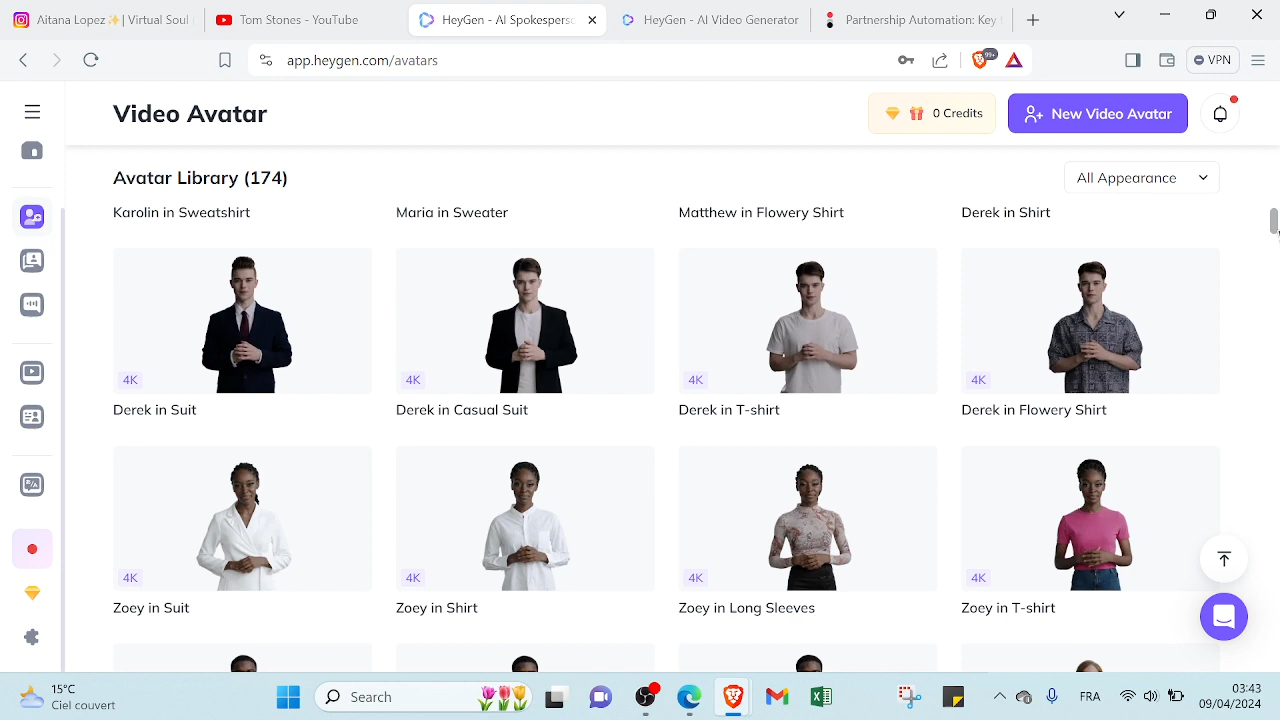 Aitana Lopez✨ | Virtual Soul
Tom Stories - YouTube
HeyGen - AI Spokespers
HeyGen - AI Video Generator
Partnership Automation: Key
app.heygen.com/avatars
99+
VPN
Video Avatar
0 Credits
New Video Avatar
Avatar Library (174)
All Appearance
Karolin in Sweatshirt
Maria in Sweater
Matthew in Flowery Shirt
Derek in Shirt
4K
4K
4K
4K
Derek in Suit
Derek in Casual Suit
Derek in T-shirt
Derek in Flowery Shirt
4K
4K
4K
4K
Zoey in Suit
Zoey in Shirt
Zoey in Long Sleeves
Zoey in T-shirt
15°C
Ciel couvert
Search
FRA
03:43
09/04/2024